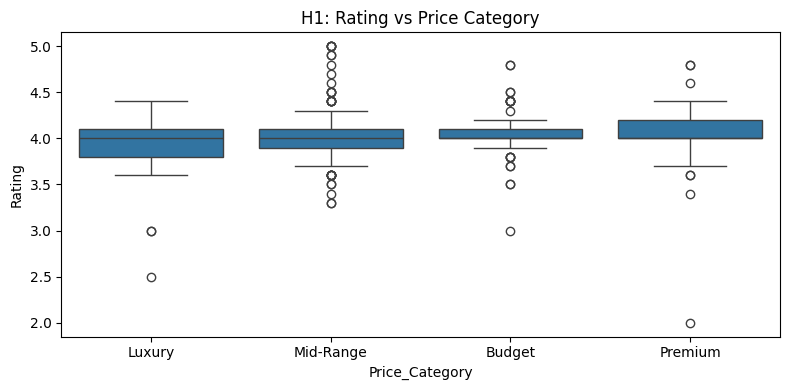 H1: Rating vs Price Category
Rating
5.0
4.5
4.0
3.5
3.0
2.5
2.0
Luxury
Mid-Range
Budget
Premium
Price_Category